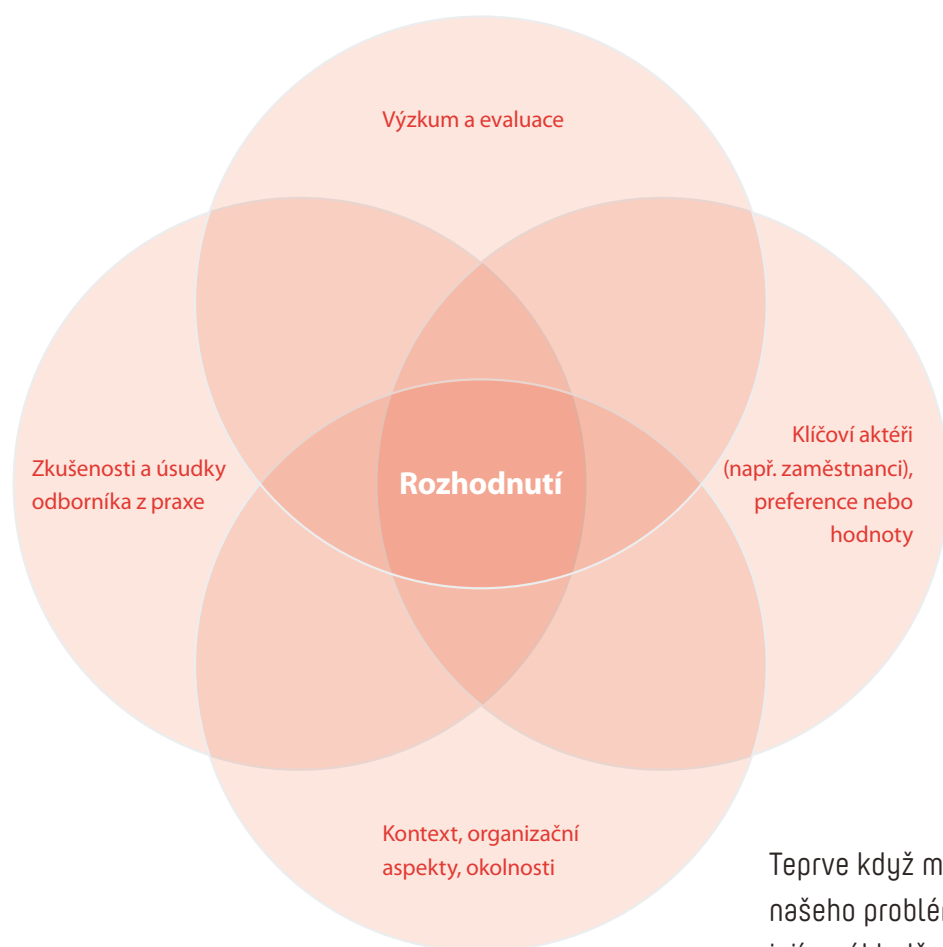 Výzkum a evaluace
Zkušenosti a úsudky
odborníka z praxe
Rozhodnutí
Klíčoví aktéři
(např. zaměstnanci),
preference nebo
hodnoty
Kontext, organizační
aspekty, okolnosti
Teprve když m
našeho problé